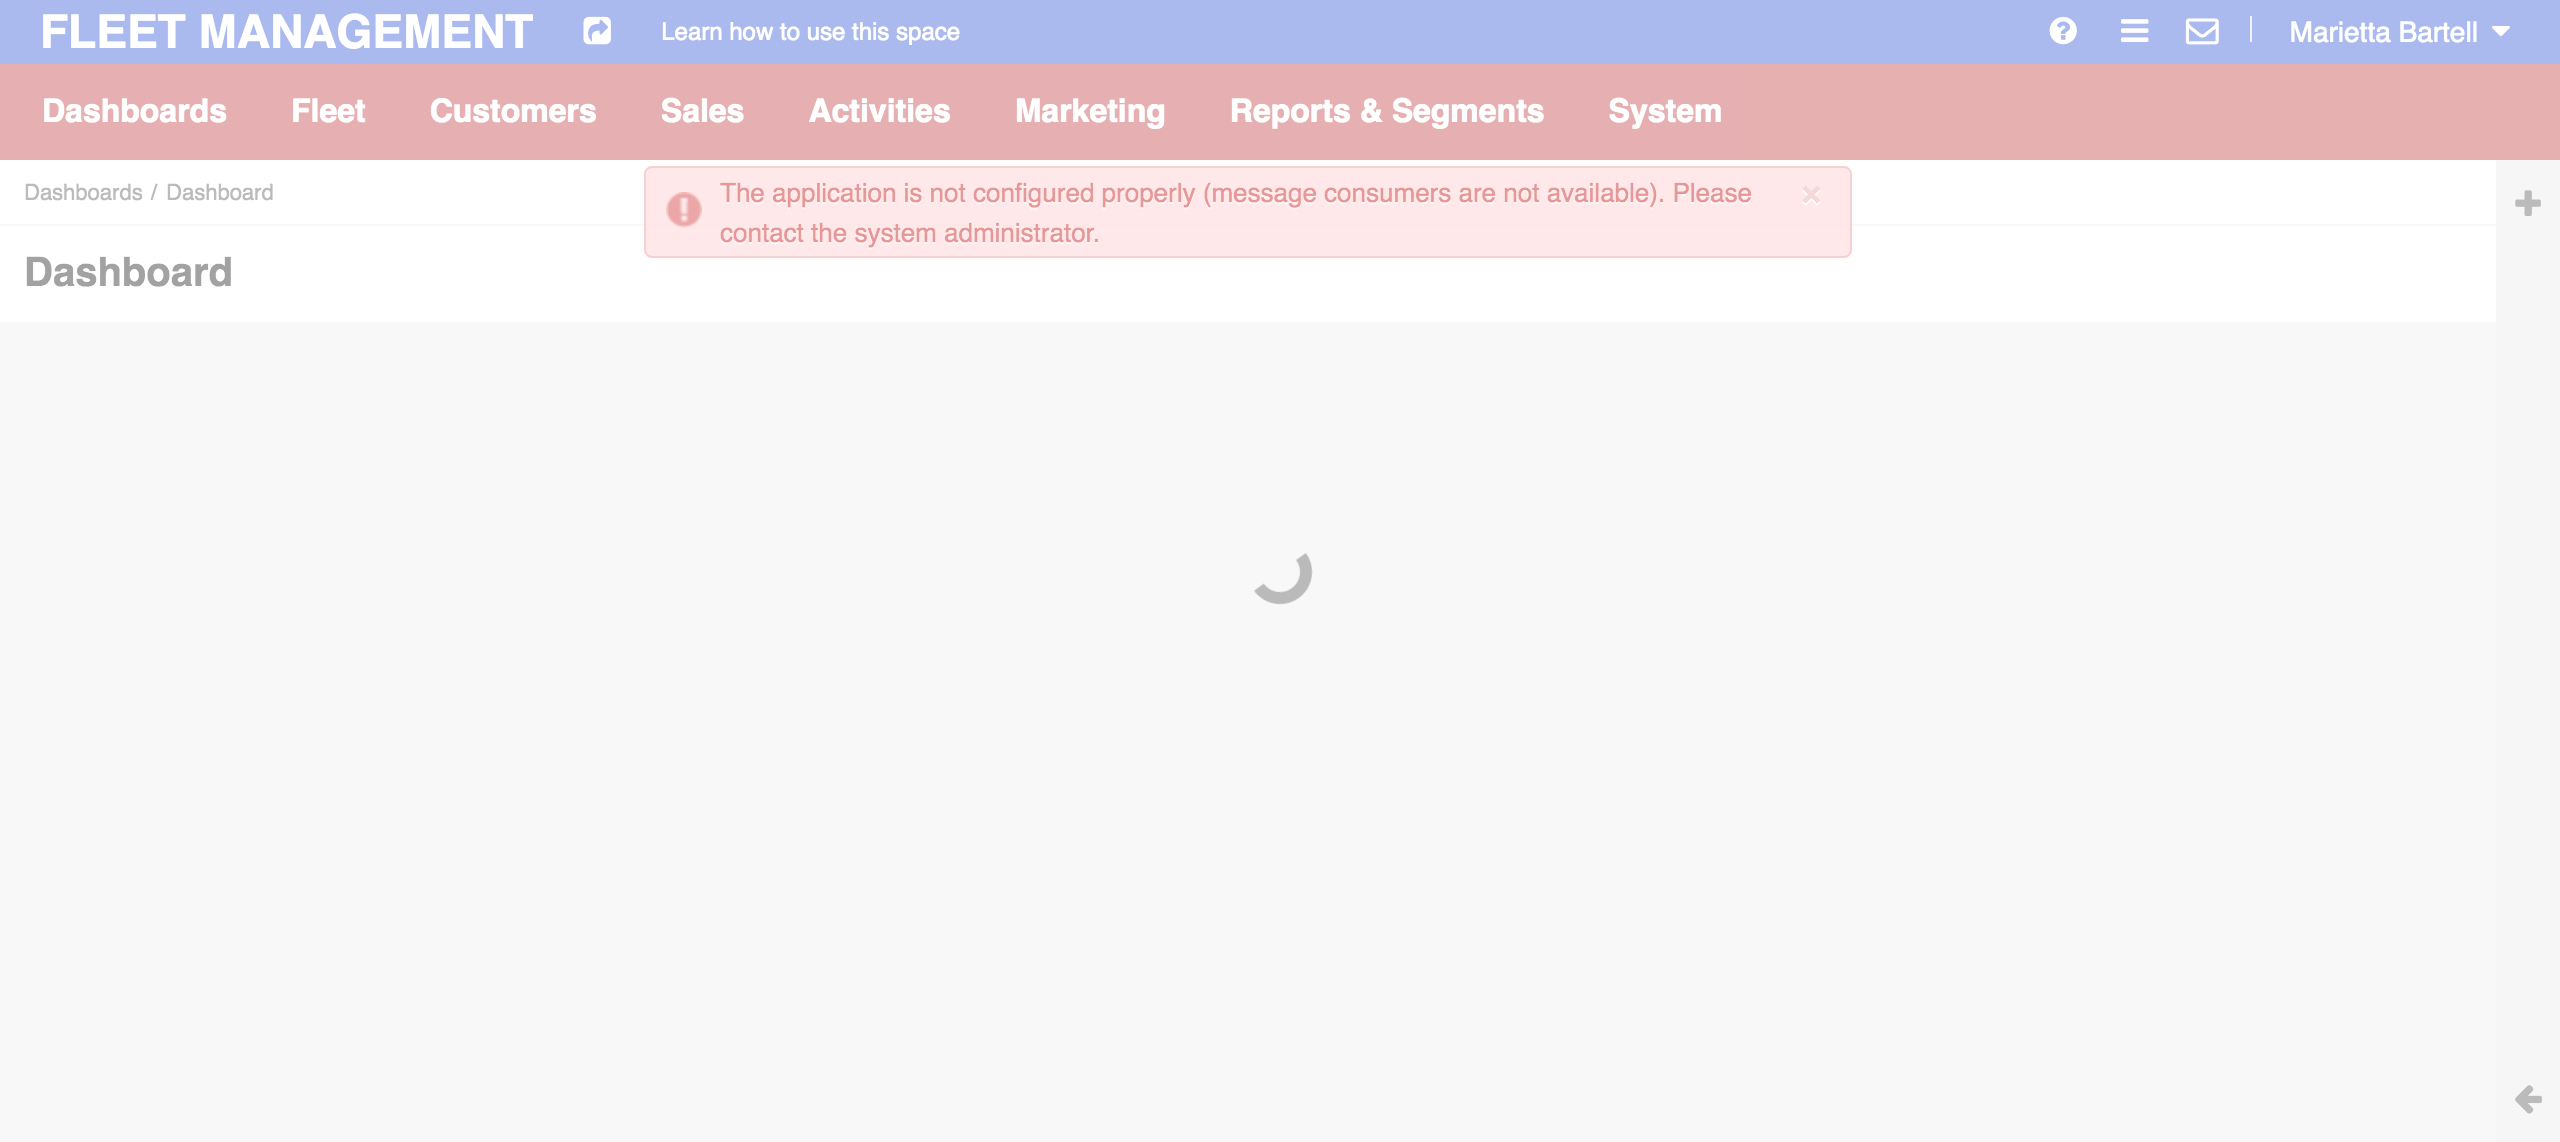 FLEET MANAGEMENT
Learn how to use this space
Marietta Bartell
Dashboards Fleet Customers Sales Activities Marketing Reports & Segments System
Dashboards / Dashboard
The application is not configured properly (message consumers are not available). Please
contact the system administrator.
Dashboard